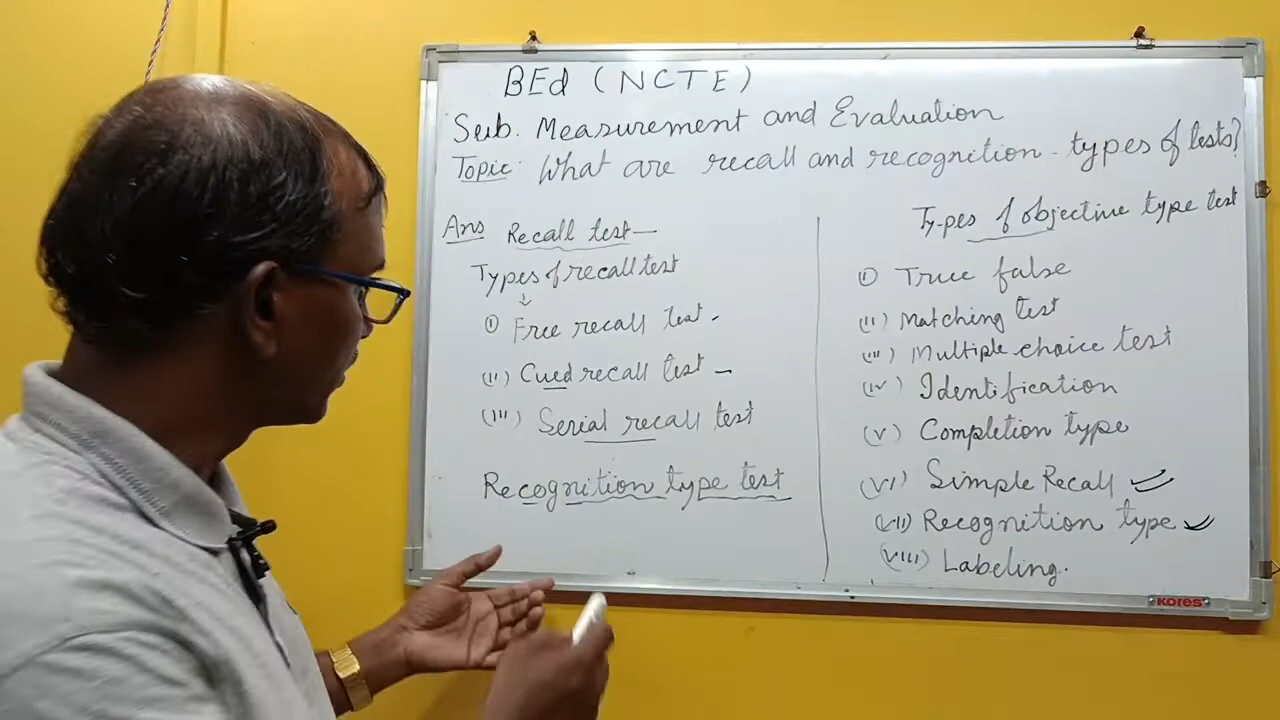 BEd (NCTE)
Sub. Measurement and Evaluation
Topic: What are recall and recognition - types of tests?
Ans Recall test—
Types of recall test
↓
(i) Free recall test -
(ii) Cued recall test -
(iii) Serial recall test
Recognition type test
Types of objective type test
(i) True false
(ii) Matching test
(iii) Multiple choice test
(iv) Identification
(v) Completion type
(vi) Simple Recall
(vii) Recognition type
(viii) Labeling.
KORES